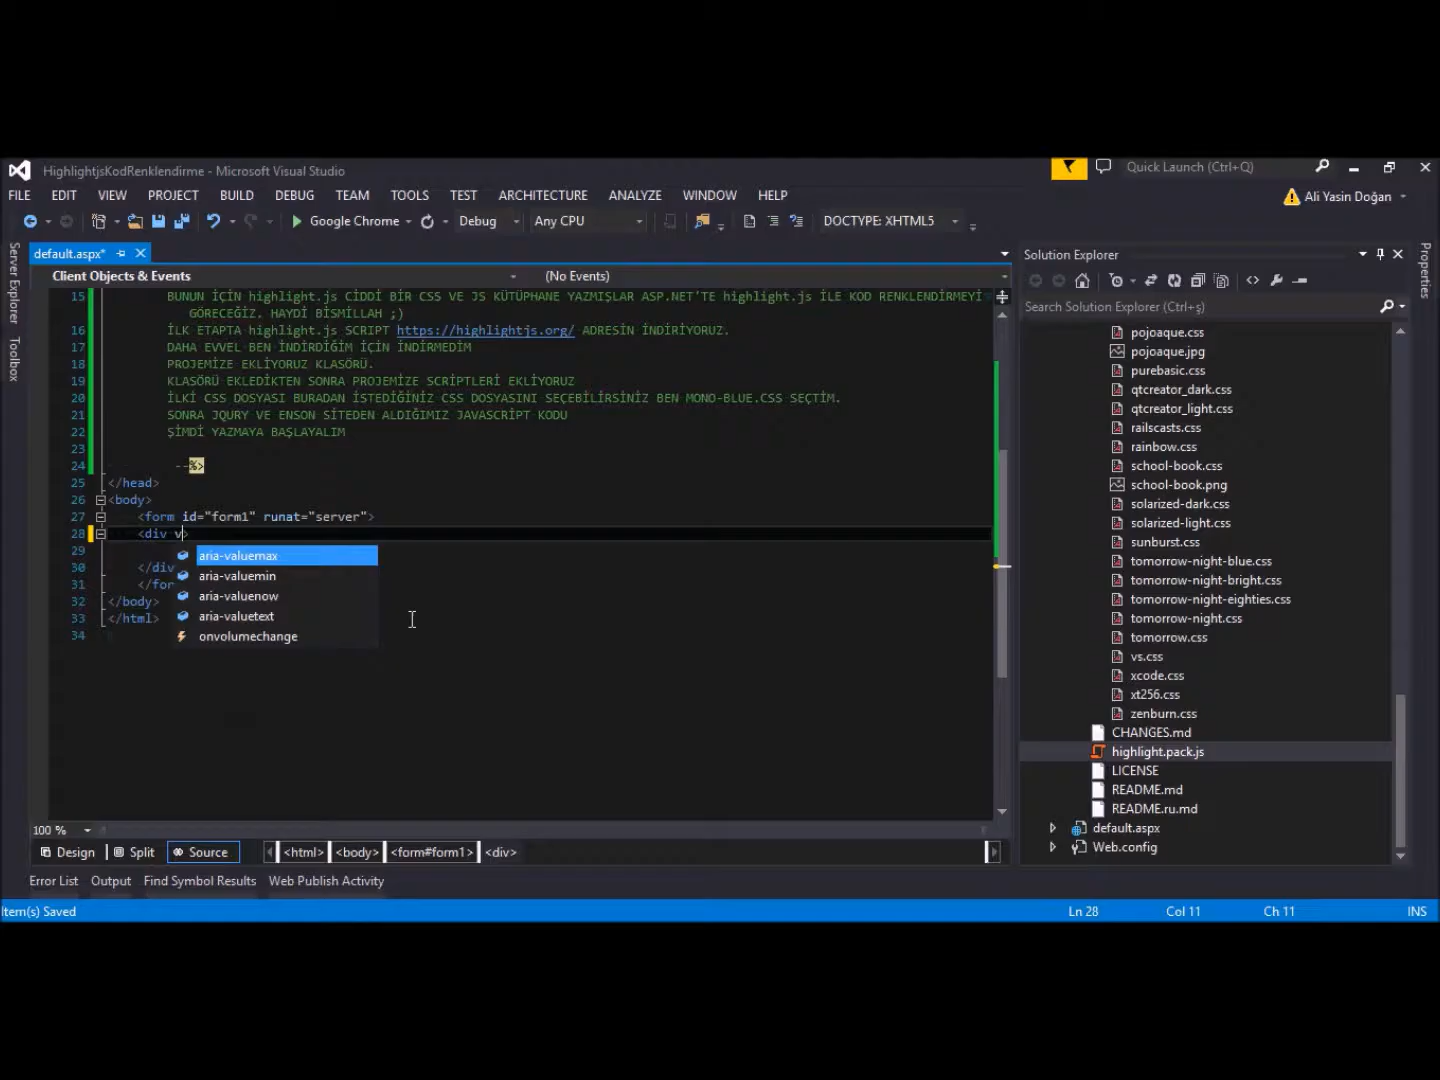 HighlightjsKodRenklendirme - Microsoft Visual Studio
Quick Launch (Ctrl+Q)
FILE EDIT VIEW PROJECT BUILD DEBUG TEAM TOOLS TEST ARCHITECTURE ANALYZE WINDOW HELP
Ali Yasin Doğan
Google Chrome Debug Any CPU DOCTYPE: XHTML5
Server Explorer
Toolbox
default.aspx*
Client Objects & Events (No Events)
15 BUNUN İÇİN highlight.js CİDDİ BİR CSS VE JS KÜTÜPHANE YAZMIŞLAR ASP.NET'TE highlight.js İLE KOD RENKLENDİRMEYİ
GÖRECEĞİZ. HAYDİ BİSMİLLAH ;)
16 İLK ETAPTA highlight.js SCRIPT https://highlightjs.org/ ADRESİN İNDİRİYORUZ.
17 DAHA EVVEL BEN İNDİRDİĞİM İÇİN İNDİRMEDİM
18 PROJEMİZE EKLİYORUZ KLASÖRÜ.
19 KLASÖRÜ EKLEDİKTEN SONRA PROJEMİZE SCRİPTLERİ EKLİYORUZ
20 İLKİ CSS DOSYASI BURADAN İSTEDİĞİNİZ CSS DOSYASINI SEÇEBİLİRSİNİZ BEN MONO-BLUE.CSS SEÇTİM.
21 SONRA JQURY VE ENSON SİTEDEN ALDIĞIMIZ JAVASCRİPT KODU
22 ŞİMDİ YAZMAYA BAŞLAYALIM
23
24 --%>
25 </head>
26 <body>
27 <form id="form1" runat="server">
28 <div v>
29
30 </div
31 </for
32 </body>
33 </html>
34
aria-valuemax
aria-valuemin
aria-valuenow
aria-valuetext
onvolumechange
100 %
Design Split Source <html> <body> <form#form1> <div>
Error List Output Find Symbol Results Web Publish Activity
Item(s) Saved Ln 28 Col 11 Ch 11 INS
Solution Explorer
Search Solution Explorer (Ctrl+ş)
pojoaque.css
pojoaque.jpg
purebasic.css
qtcreator_dark.css
qtcreator_light.css
railscasts.css
rainbow.css
school-book.css
school-book.png
solarized-dark.css
solarized-light.css
sunburst.css
tomorrow-night-blue.css
tomorrow-night-bright.css
tomorrow-night-eighties.css
tomorrow-night.css
tomorrow.css
vs.css
xcode.css
xt256.css
zenburn.css
CHANGES.md
highlight.pack.js
LICENSE
README.md
README.ru.md
default.aspx
Web.config
Properties